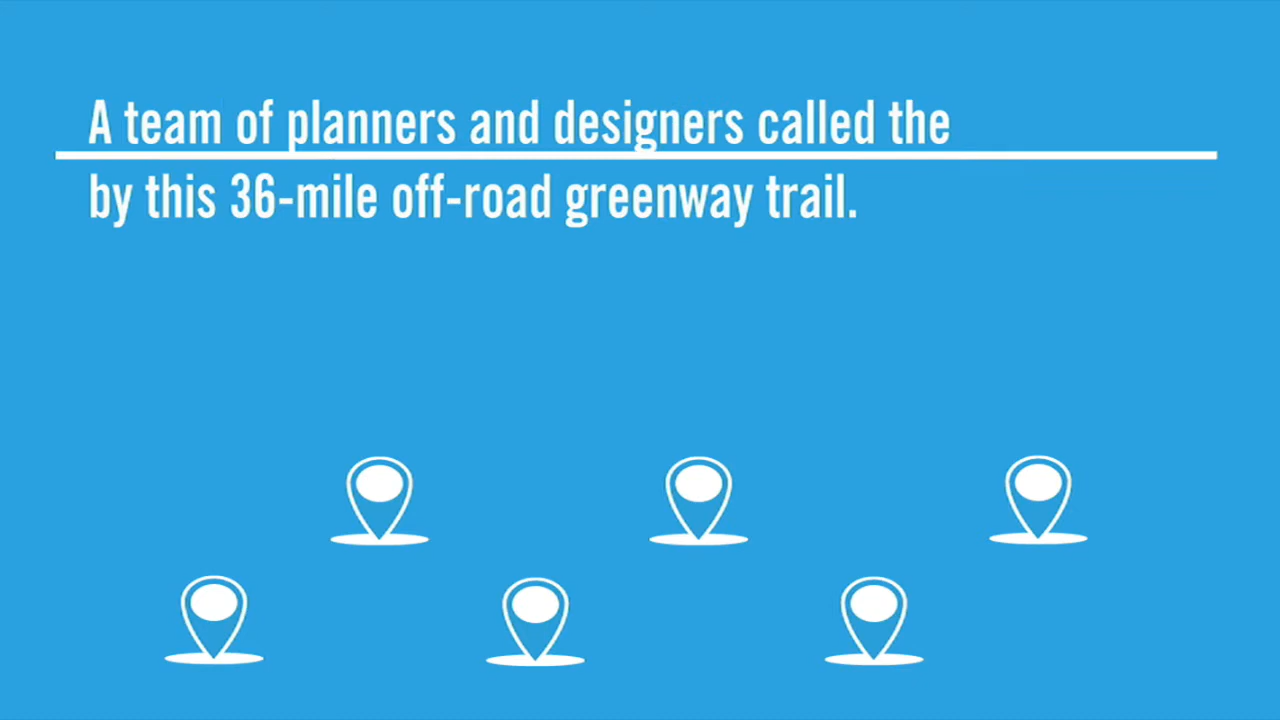 A team of planners and designers called the
by this 36-mile off-road greenway trail.